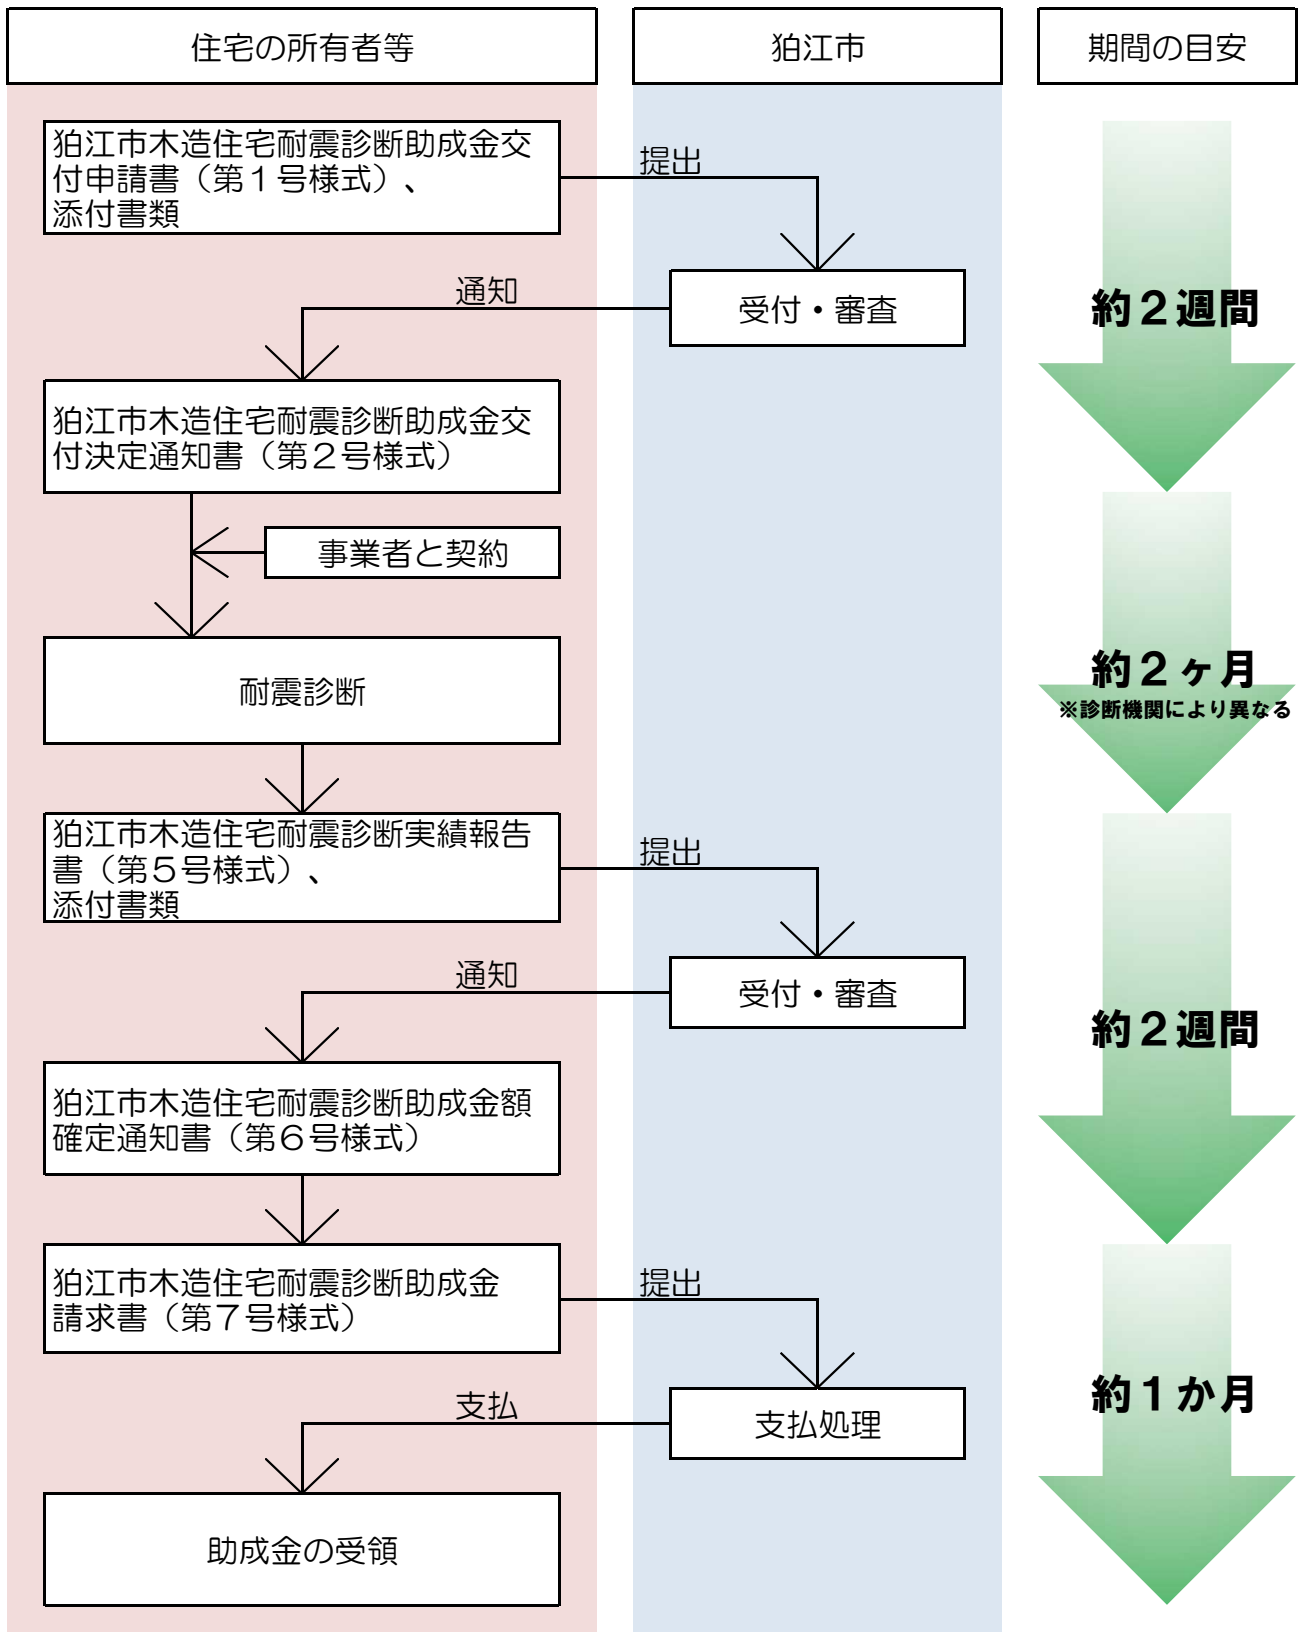 住宅の所有者等
狛江市
期間の目安
狛江市木造住宅耐震診断助成金交
付申請書（第１号様式）、
添付書類
提出
受付・審査
通知
約２週間
狛江市木造住宅耐震診断助成金交
付決定通知書（第２号様式）
事業者と契約
耐震診断
約２ヶ月
※診断機関により異なる
狛江市木造住宅耐震診断実績報告
書（第５号様式）、
添付書類
提出
受付・審査
通知
約２週間
狛江市木造住宅耐震診断助成金額
確定通知書（第６号様式）
狛江市木造住宅耐震診断助成金
請求書（第７号様式）
提出
支払処理
支払
約１か月
助成金の受領